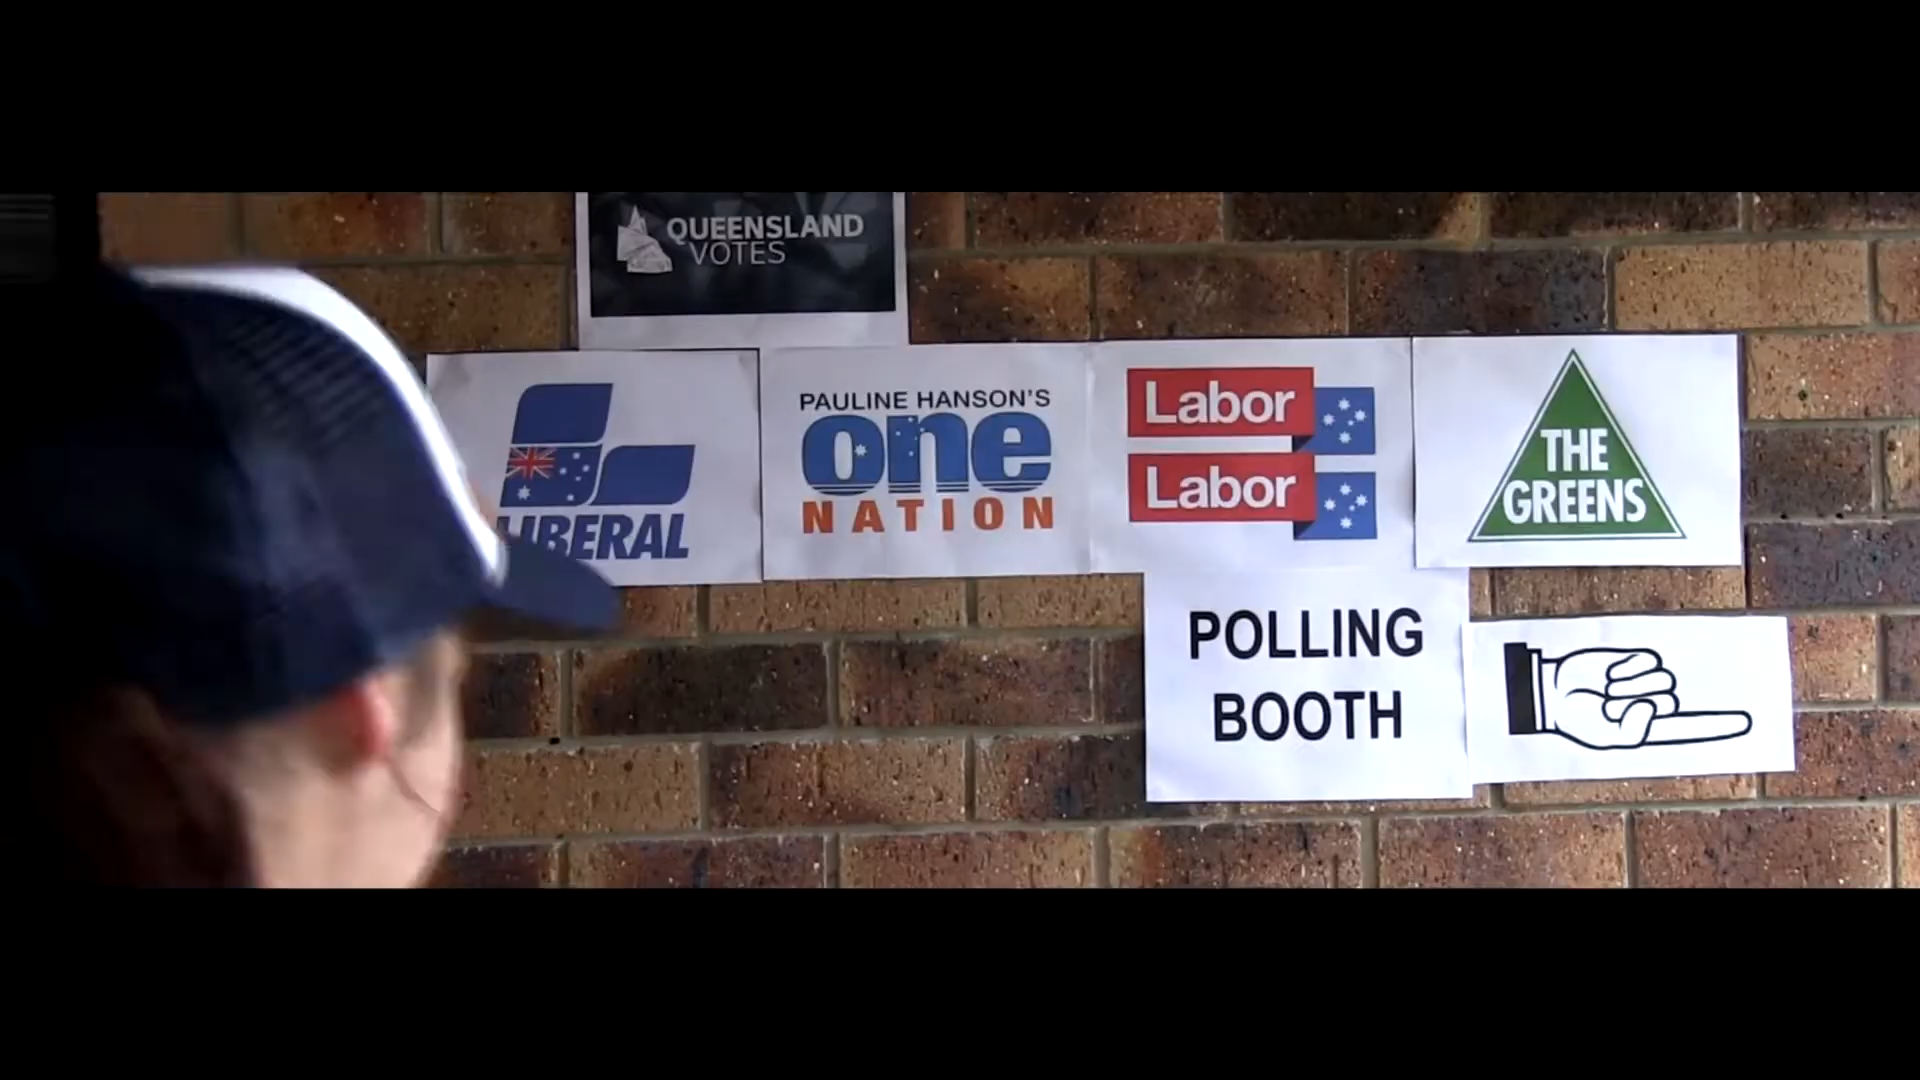 QUEENSLAND
VOTES
LIBERAL
PAULINE HANSON'S
one
NATION
Labor
Labor
THE
GREENS
POLLING
BOOTH